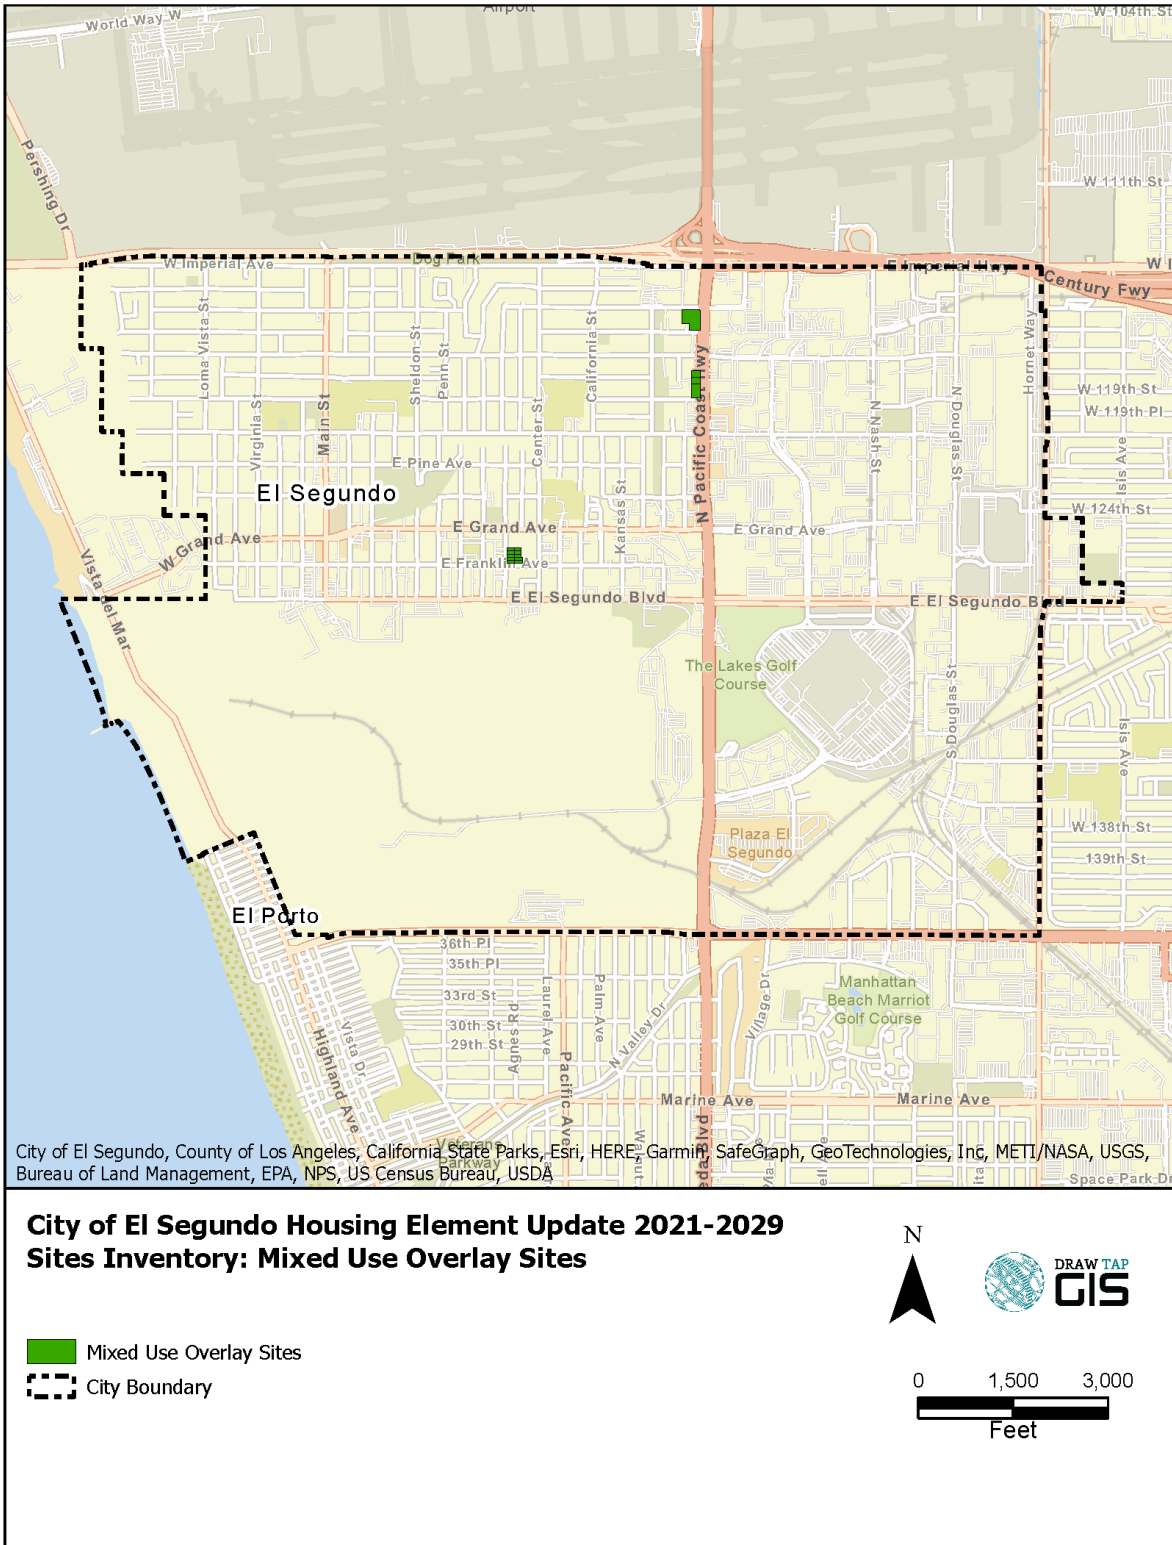 Airport
World Way W
W 104th St
Pershing Dr
W 111th St
W Imperial Ave
Dog Park
E Imperial Hwy
W I
Century Fwy
Loma Vista St
Sheldon St
Penn St
California St
N Pacific Coast Hwy
Hornet Way
W 119th St
W 119th Pl
Virginia St
Main St
Center St
N Nash St
N Douglas St
Isis Ave
E Pine Ave
El Segundo
Kansas St
W 124th St
W Grand Ave
E Grand Ave
E Grand Ave
E Franklin Ave
Vista del Mar
E El Segundo Blvd
E El Segundo Blvd
The Lakes Golf
Course
S Douglas St
Isis Ave
Plaza El
Segundo
W 138th St
139th St
El Porto
36th Pl
35th Pl
33rd St
30th St
29th St
Agnes Rd
Laurel Ave
Palm Ave
N Valley Dr
Village Dr
Manhattan
Beach Marriot
Golf Course
Highland Ave
Vista Dr
Pacific Ave
Marine Ave
Marine Ave
Veterans
Parkway
eda Blvd
Space Park Dr
City of El Segundo, County of Los Angeles, California State Parks, Esri, HERE, Garmin, SafeGraph, GeoTechnologies, Inc, METI/NASA, USGS,
Bureau of Land Management, EPA, NPS, US Census Bureau, USDA
City of El Segundo Housing Element Update 2021-2029
Sites Inventory: Mixed Use Overlay Sites
N
DRAW TAP
GIS
Mixed Use Overlay Sites
City Boundary
0 1,500 3,000
Feet